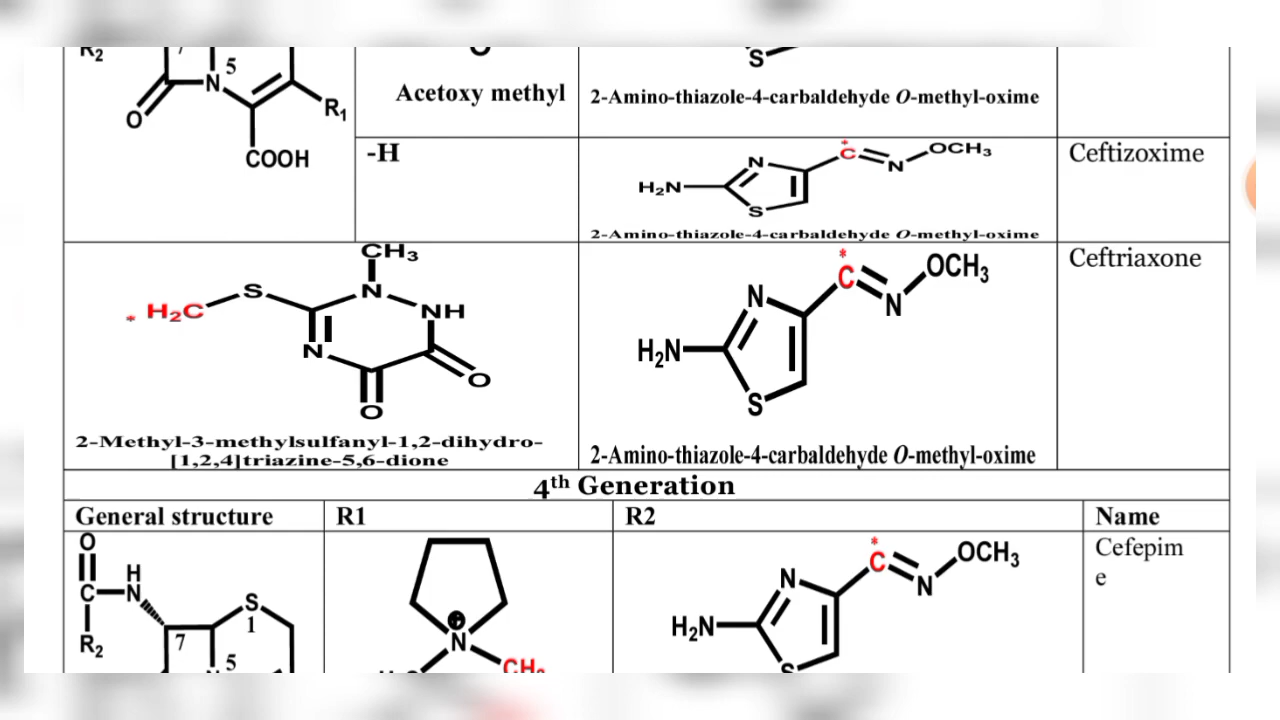 R₂
7
5
N
O
R₁
COOH
O
Acetoxy methyl
S
2-Amino-thiazole-4-carbaldehyde O-methyl-oxime
-H
* C
N
OCH₃
N
H₂N
S
2-Amino-thiazole-4-carbaldehyde O-methyl-oxime
Ceftizoxime
CH₃
S
N
* H₂C
NH
N
O
O
2-Methyl-3-methylsulfanyl-1,2-dihydro-
[1,2,4]triazine-5,6-dione
*
C
OCH₃
N
N
H₂N
S
2-Amino-thiazole-4-carbaldehyde O-methyl-oxime
Ceftriaxone
4th Generation
General structure R1 R2 Name
O
H
C
N
S
1
R₂
7
5
⊕
N
CH₃
*
C
OCH₃
N
N
H₂N
S
Cefepim
e